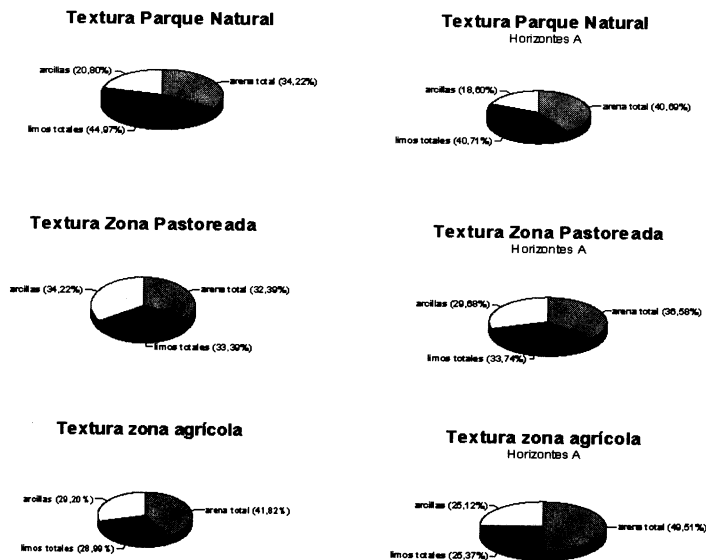 Textura Parque Natural
arcillas (20,80%)
arena total (34,22%)
limos totales (44,97%)
Textura Parque Natural
Horizontes A
arcillas (18,60%)
arena total (40,69%)
limos totales (40,71%)
Textura Zona Pastoreada
arcillas (34,22%)
arena total (32,39%)
limos totales (33,39%)
Textura Zona Pastoreada
Horizontes A
arcillas (29,68%)
arena total (36,58%)
limos totales (33,74%)
Textura zona agrícola
arcillas (29,20%)
arena total (41,82%)
limos totales (28,99%)
Textura zona agrícola
Horizontes A
arcillas (25,12%)
arena total (49,51%)
limos totales (25,37%)